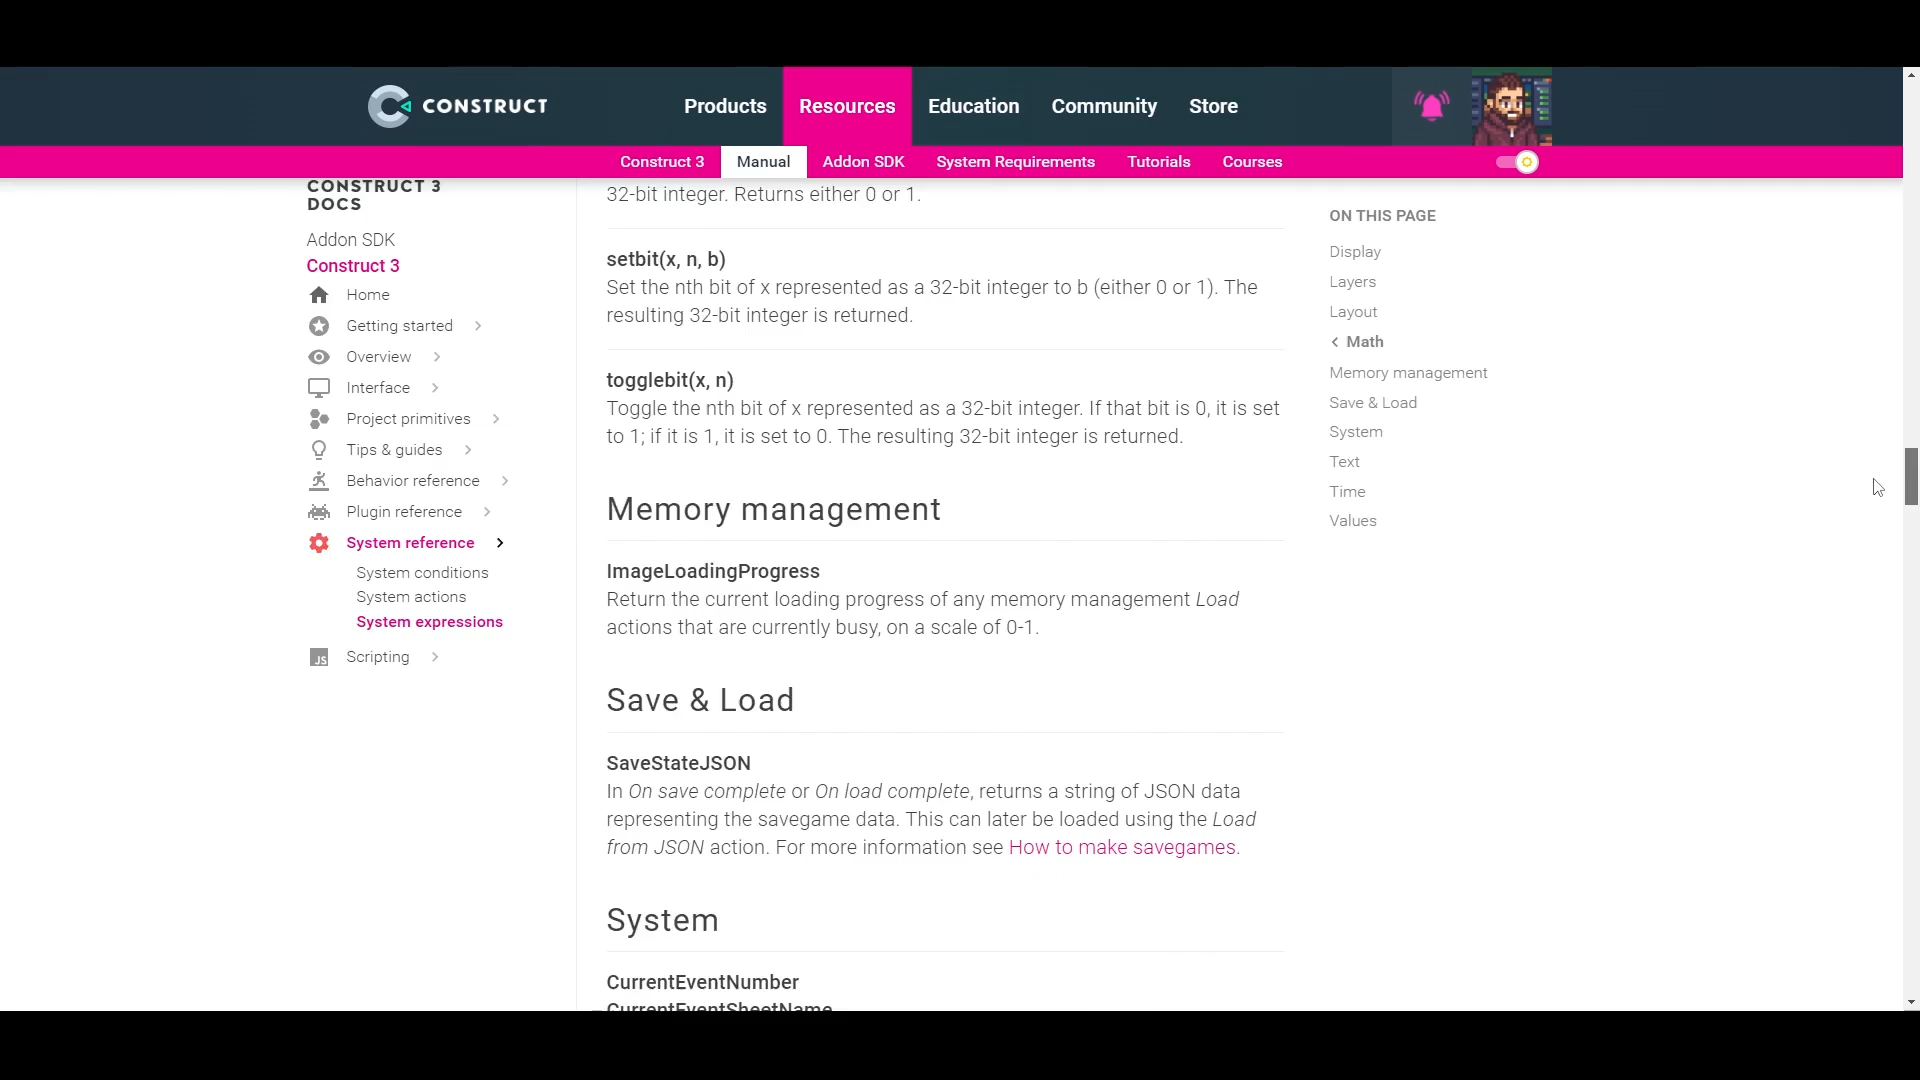 CONSTRUCT
Products
Resources
Education
Community
Store
Construct 3
Manual
Addon SDK
System Requirements
Tutorials
Courses
CONSTRUCT 3
DOCS
Addon SDK
Construct 3
Home
Getting started
Overview
Interface
Project primitives
Tips & guides
Behavior reference
Plugin reference
System reference
System conditions
System actions
System expressions
JS Scripting
32-bit integer. Returns either 0 or 1.
setbit(x, n, b)
Set the nth bit of x represented as a 32-bit integer to b (either 0 or 1). The
resulting 32-bit integer is returned.
togglebit(x, n)
Toggle the nth bit of x represented as a 32-bit integer. If that bit is 0, it is set
to 1; if it is 1, it is set to 0. The resulting 32-bit integer is returned.
Memory management
ImageLoadingProgress
Return the current loading progress of any memory management Load
actions that are currently busy, on a scale of 0-1.
Save & Load
SaveStateJSON
In On save complete or On load complete, returns a string of JSON data
representing the savegame data. This can later be loaded using the Load
from JSON action. For more information see How to make savegames.
System
CurrentEventNumber
CurrentEventSheetName
ON THIS PAGE
Display
Layers
Layout
Math
Memory management
Save & Load
System
Text
Time
Values